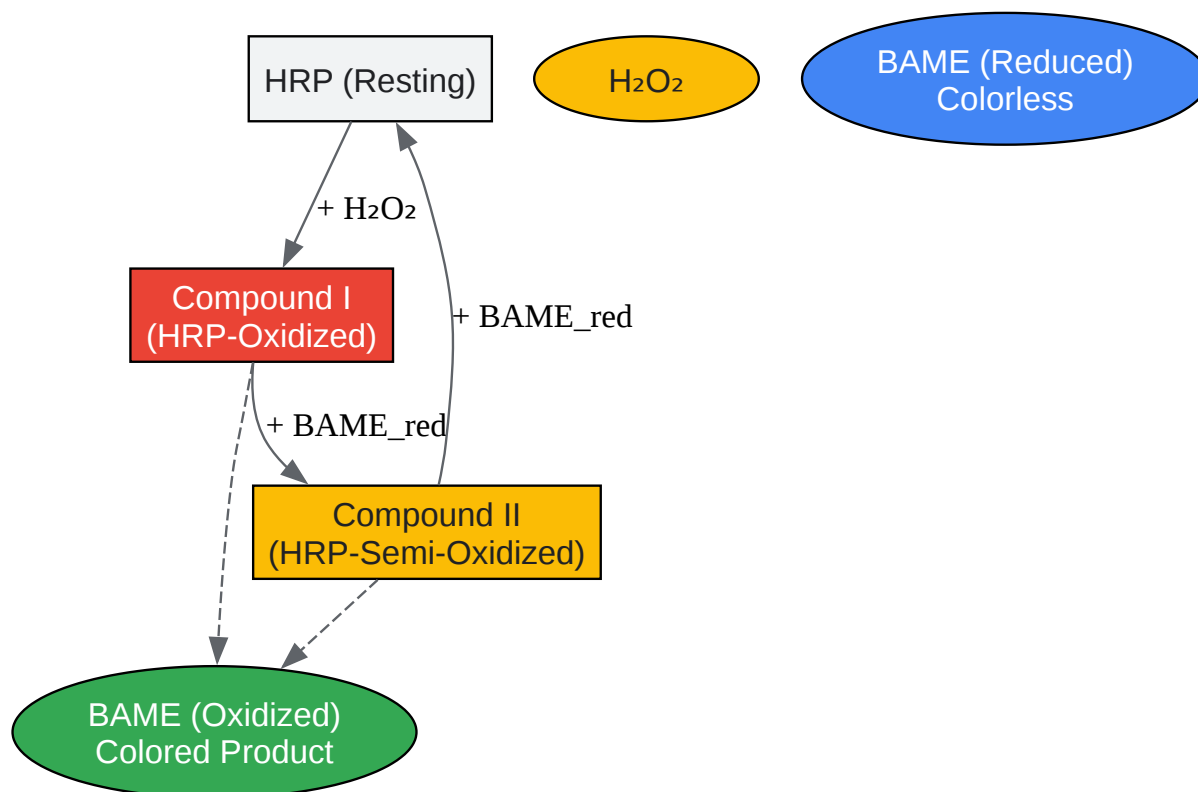 HRP (Resting)
H₂O₂
BAME (Reduced)
Colorless
+ H₂O₂
Compound I
(HRP-Oxidized)
+ BAME_red
+ BAME_red
Compound II
(HRP-Semi-Oxidized)
BAME (Oxidized)
Colored Product